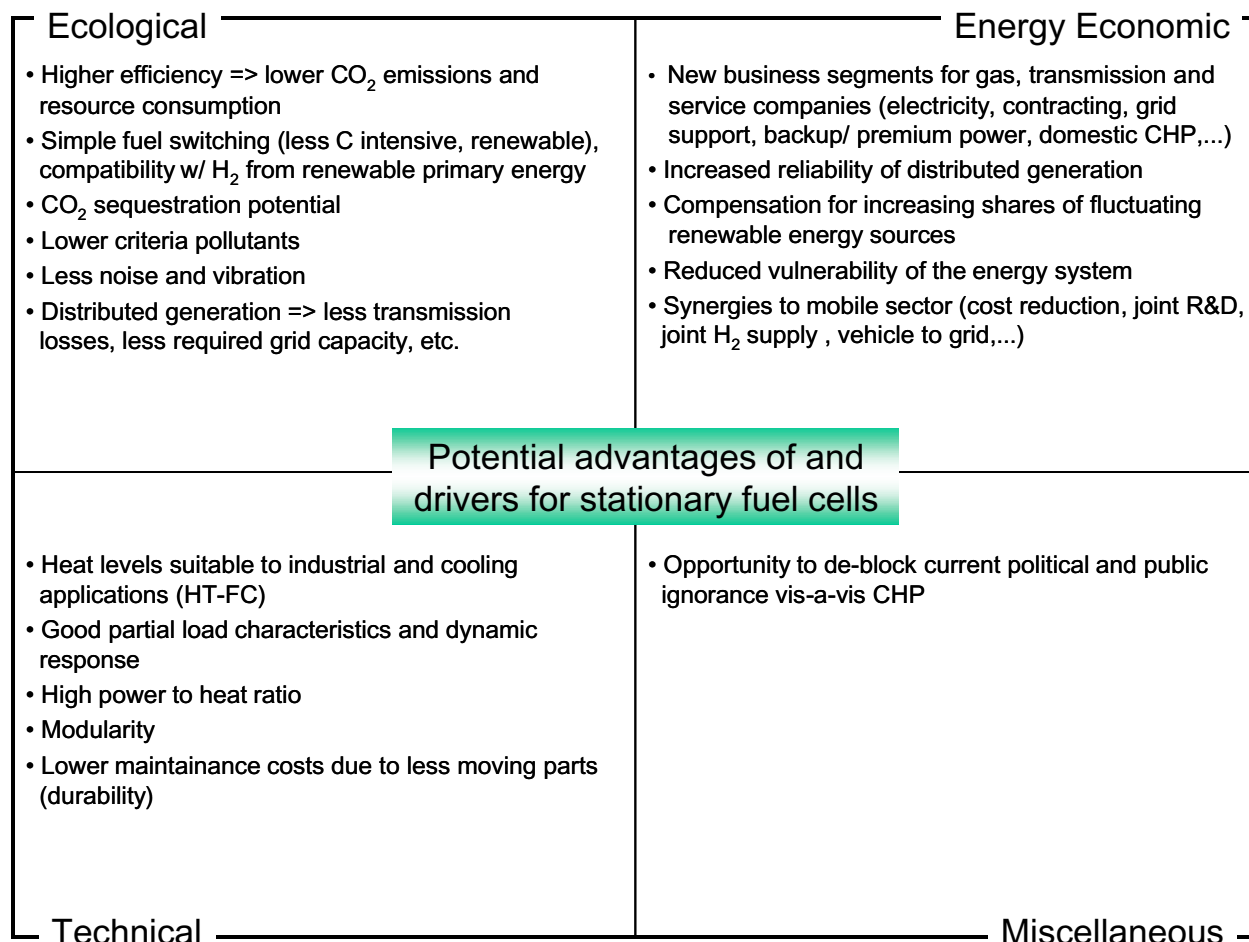 Ecological
• Higher efficiency => lower CO2 emissions and
resource consumption
• Simple fuel switching (less C intensive, renewable),
compatibility w/ H2 from renewable primary energy
• CO2 sequestration potential
• Lower criteria pollutants
• Less noise and vibration
• Distributed generation => less transmission
losses, less required grid capacity, etc.
Energy Economic
• New business segments for gas, transmission and
service companies (electricity, contracting, grid
support, backup/ premium power, domestic CHP,...)
• Increased reliability of distributed generation
• Compensation for increasing shares of fluctuating
renewable energy sources
• Reduced vulnerability of the energy system
• Synergies to mobile sector (cost reduction, joint R&D,
joint H2 supply , vehicle to grid,...)
Potential advantages of and
drivers for stationary fuel cells
• Heat levels suitable to industrial and cooling
applications (HT-FC)
• Good partial load characteristics and dynamic
response
• High power to heat ratio
• Modularity
• Lower maintainance costs due to less moving parts
(durability)
Technical
• Opportunity to de-block current political and public
ignorance vis-a-vis CHP
Miscellaneous